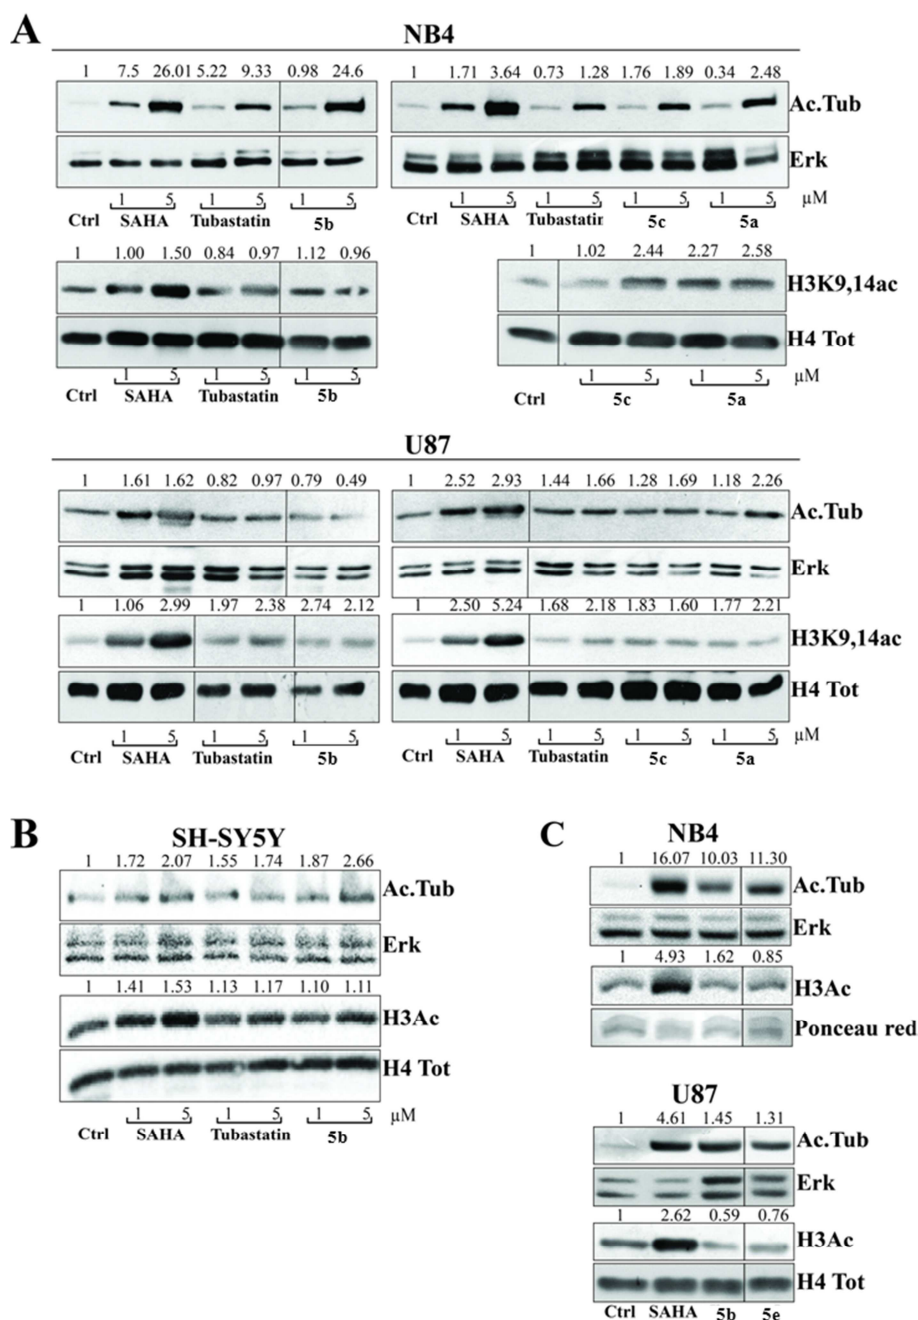 A
NB4
1 7.5 26.01 5.22 9.33 0.98 24.6
1 1.71 3.64 0.73 1.28 1.76 1.89 0.34 2.48
Ac.Tub
Erk
1 5 1 5 1 5
Ctrl SAHA Tubastatin 5b
1 5 1 5 1 5 1 5 µM
Ctrl SAHA Tubastatin 5c 5a
1 1.00 1.50 0.84 0.97 1.12 0.96
1 1.02 2.44 2.27 2.58
H3K9,14ac
H4 Tot
1 5 1 5 1 5
Ctrl SAHA Tubastatin 5b
1 5 1 5 µM
Ctrl 5c 5a
U87
1 1.61 1.62 0.82 0.97 0.79 0.49
1 2.52 2.93 1.44 1.66 1.28 1.69 1.18 2.26
Ac.Tub
Erk
1 1.06 2.99 1.97 2.38 2.74 2.12
1 2.50 5.24 1.68 2.18 1.83 1.60 1.77 2.21
H3K9,14ac
H4 Tot
1 5 1 5 1 5
Ctrl SAHA Tubastatin 5b
1 5 1 5 1 5 1 5 µM
Ctrl SAHA Tubastatin 5c 5a
B
SH-SY5Y
1 1.72 2.07 1.55 1.74 1.87 2.66
Ac.Tub
Erk
1 1.41 1.53 1.13 1.17 1.10 1.11
H3Ac
H4 Tot
1 5 1 5 1 5 µM
Ctrl SAHA Tubastatin 5b
C
NB4
1 16.07 10.03 11.30
Ac.Tub
Erk
1 4.93 1.62 0.85
H3Ac
Ponceau red
U87
1 4.61 1.45 1.31
Ac.Tub
Erk
1 2.62 0.59 0.76
H3Ac
H4 Tot
Ctrl SAHA 5b 5e